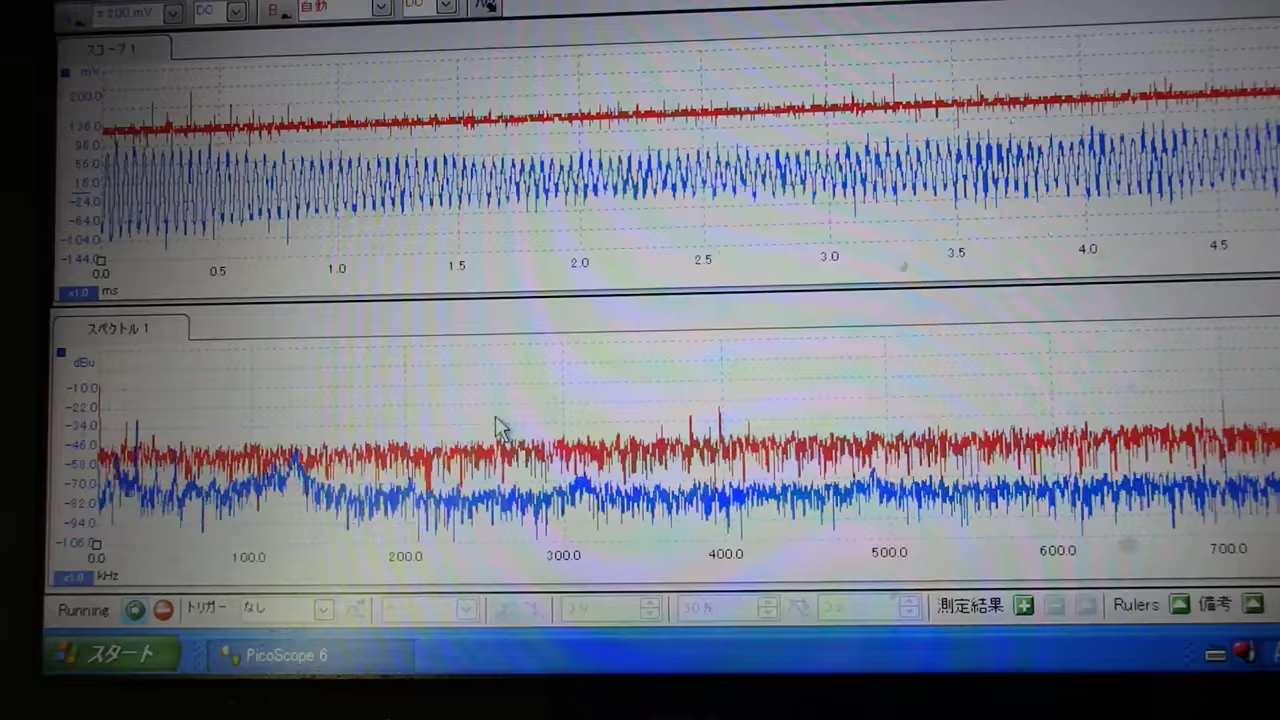 ±200 mV DC B 自動 DC
スコープ 1
mV
200.0
136.0
96.0
56.0
16.0
-24.0
-64.0
-104.0
-144.0
0.0 0.5 1.0 1.5 2.0 2.5 3.0 3.5 4.0 4.5
x1.0 ms
スペクトル 1
dBu
-10.0
-22.0
-34.0
-46.0
-58.0
-70.0
-82.0
-94.0
-106.0
0.0 100.0 200.0 300.0 400.0 500.0 600.0 700.0
x1.0 kHz
Running トリガー なし 0 V 50 % 測定結果 Rulers 備考
スタート PicoScope 6